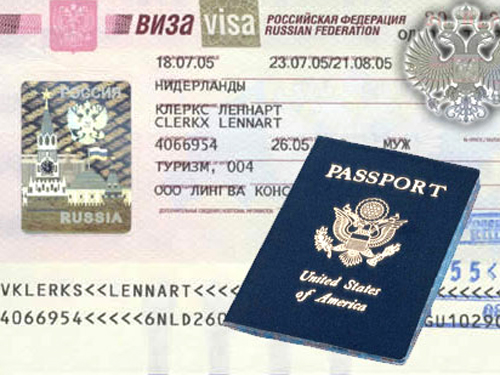 ВИЗА visa РОССИЙСКАЯ ФЕДЕРАЦИЯ
RUSSIAN FEDERATION
18.07.05 23.07.05/21.08.05
НИДЕРЛАНДЫ
КЛЕРКС ЛЕННАРТ
CLERKX LENNART
4066954 26.05 МУЖ
ТУРИЗМ, 004
ООО ЛИНГВА КОНС
РОССИЯ
RUSSIA
PASSPORT
United States
of America
55<
VKLERKS<<LENNART<<<<
4066954<<<<6NLD260
GU10290